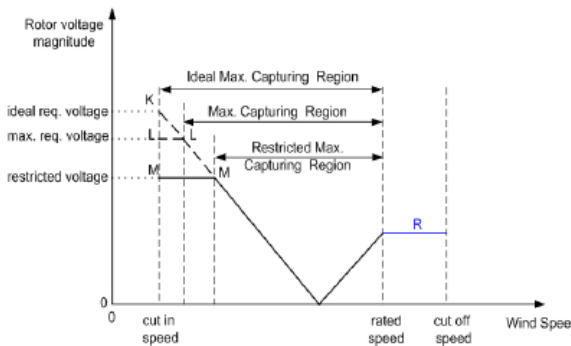 Rotor voltage
magnitude
Ideal Max. Capturing Region
K
ideal req. voltage
Max. Capturing Region
max. req. voltage
L
L
Restricted Max.
Capturing Region
M
M
restricted voltage
R
0
0
cut in
speed
rated
speed
cut off
speed
Wind Spee